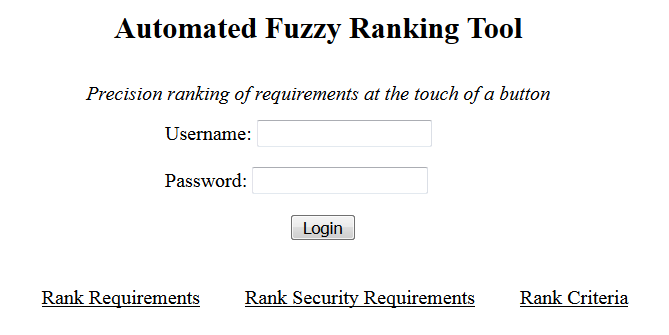 Automated Fuzzy Ranking Tool
Precision ranking of requirements at the touch of a button
Username:
Password:
Login
Rank Requirements Rank Security Requirements Rank Criteria